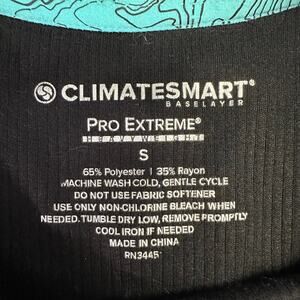 CLIMATESMART®
BASELAYER
PRO EXTREME®
HEAVYWEIGHT
S
65% Polyester | 35% Rayon
MACHINE WASH COLD, GENTLE CYCLE
DO NOT USE FABRIC SOFTENER
USE ONLY NON-CHLORINE BLEACH WHEN
NEEDED. TUMBLE DRY LOW, REMOVE PROMPTLY
COOL IRON IF NEEDED
MADE IN CHINA
RN3445